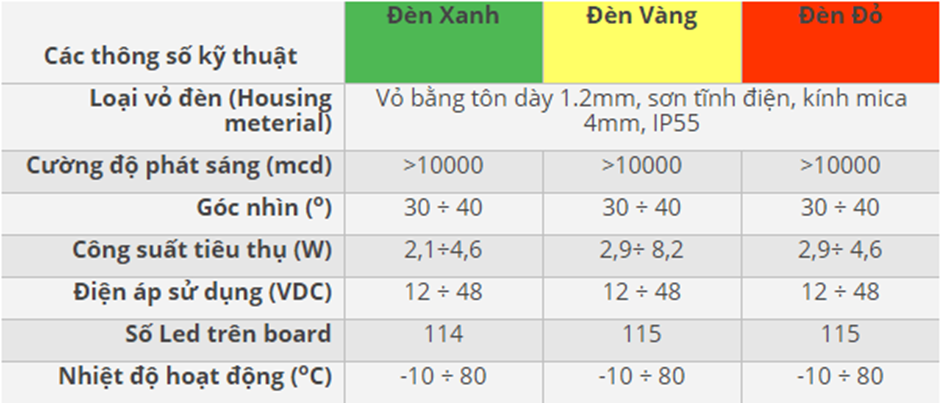 Các thông số kỹ thuật Đèn Xanh Đèn Vàng Đèn Đỏ
Loại vỏ đèn (Housing meterial) Vỏ bằng tôn dày 1.2mm, sơn tĩnh điện, kính mica 4mm, IP55
Cường độ phát sáng (mcd) >10000 >10000 >10000
Góc nhìn (º) 30 ÷ 40 30 ÷ 40 30 ÷ 40
Công suất tiêu thụ (W) 2,1÷4,6 2,9÷ 8,2 2,9÷ 4,6
Điện áp sử dụng (VDC) 12 ÷ 48 12 ÷ 48 12 ÷ 48
Số Led trên board 114 115 115
Nhiệt độ hoạt động (ºC) -10 ÷ 80 -10 ÷ 80 -10 ÷ 80